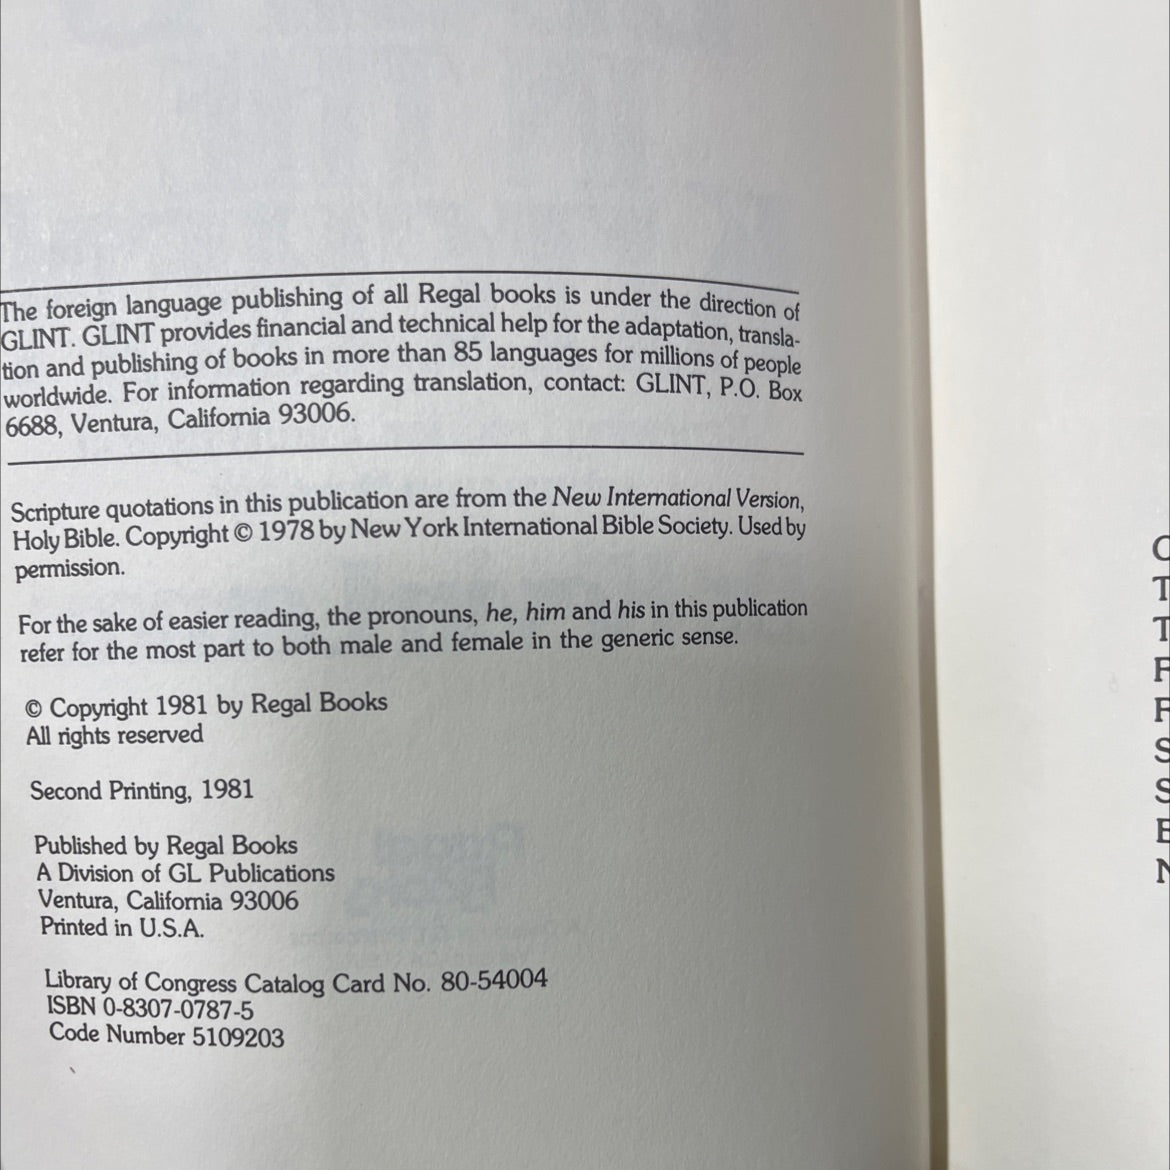 The foreign language publishing of all Regal books is under the direction of
GLINT. GLINT provides financial and technical help for the adaptation, transla-
tion and publishing of books in more than 85 languages for millions of people
worldwide. For information regarding translation, contact: GLINT, P.O. Box
6688, Ventura, California 93006.
Scripture quotations in this publication are from the New International Version,
Holy Bible. Copyright © 1978 by New York International Bible Society. Used by
permission.
For the sake of easier reading, the pronouns, he, him and his in this publication
refer for the most part to both male and female in the generic sense.
© Copyright 1981 by Regal Books
All rights reserved
Second Printing, 1981
Published by Regal Books
A Division of GL Publications
Ventura, California 93006
Printed in U.S.A.
Library of Congress Catalog Card No. 80-54004
ISBN 0-8307-0787-5
Code Number 5109203